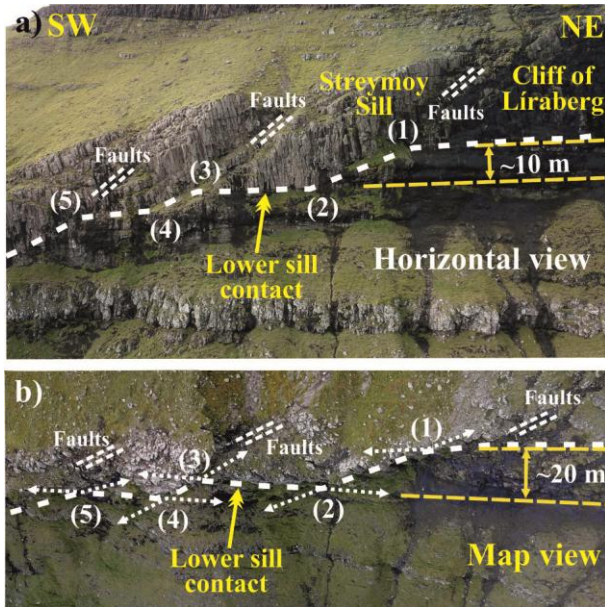 a) SW
NE
Streymoy
Sill
Cliff of
Líraberg
Faults
Faults
(1)
Faults
(3)
~10 m
(5)
(4)
(2)
Lower sill
contact
Horizontal view
b)
Faults
(1)
Faults
Faults
(3)
~20 m
(5)
(4)
(2)
Lower sill
contact
Map view